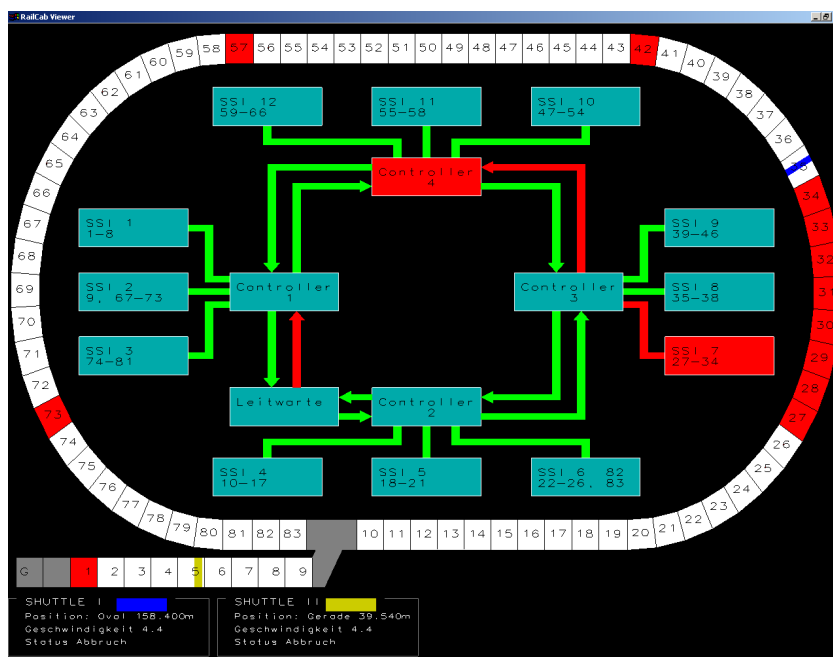 RailCab Viewer
57 56 55 54 53 52 51 50 49 48 47 46 45 44 43 42
58 59 60 61 62 63 64 65 66 67 68 69 70 71 72 73 74 75 76 77 78 79 80
41 40 39 38 37 36 35 34 33 32 31 30 29 28 27 26 25 24 23 22 21 20
SSI 12
59-66
SSI 11
55-58
SSI 10
47-54
Controller
4
SSI 1
1-8
SSI 9
39-46
SSI 2
9, 67-73
Controller
1
Controller
3
SSI 8
35-38
SSI 3
74-81
SSI 7
27-34
Leitwarte
Controller
2
SSI 4
10-17
SSI 5
18-21
SSI 6 82
22-26, 83
81 82 83 10 11 12 13 14 15 16 17 18 19
G 1 2 3 4 5 6 7 8 9
SHUTTLE I
Position: Oval 158.400m
Geschwindigkeit 4.4
Status Abbruch
SHUTTLE II
Position: Gerade 39.540m
Geschwindigkeit 4.4
Status Abbruch